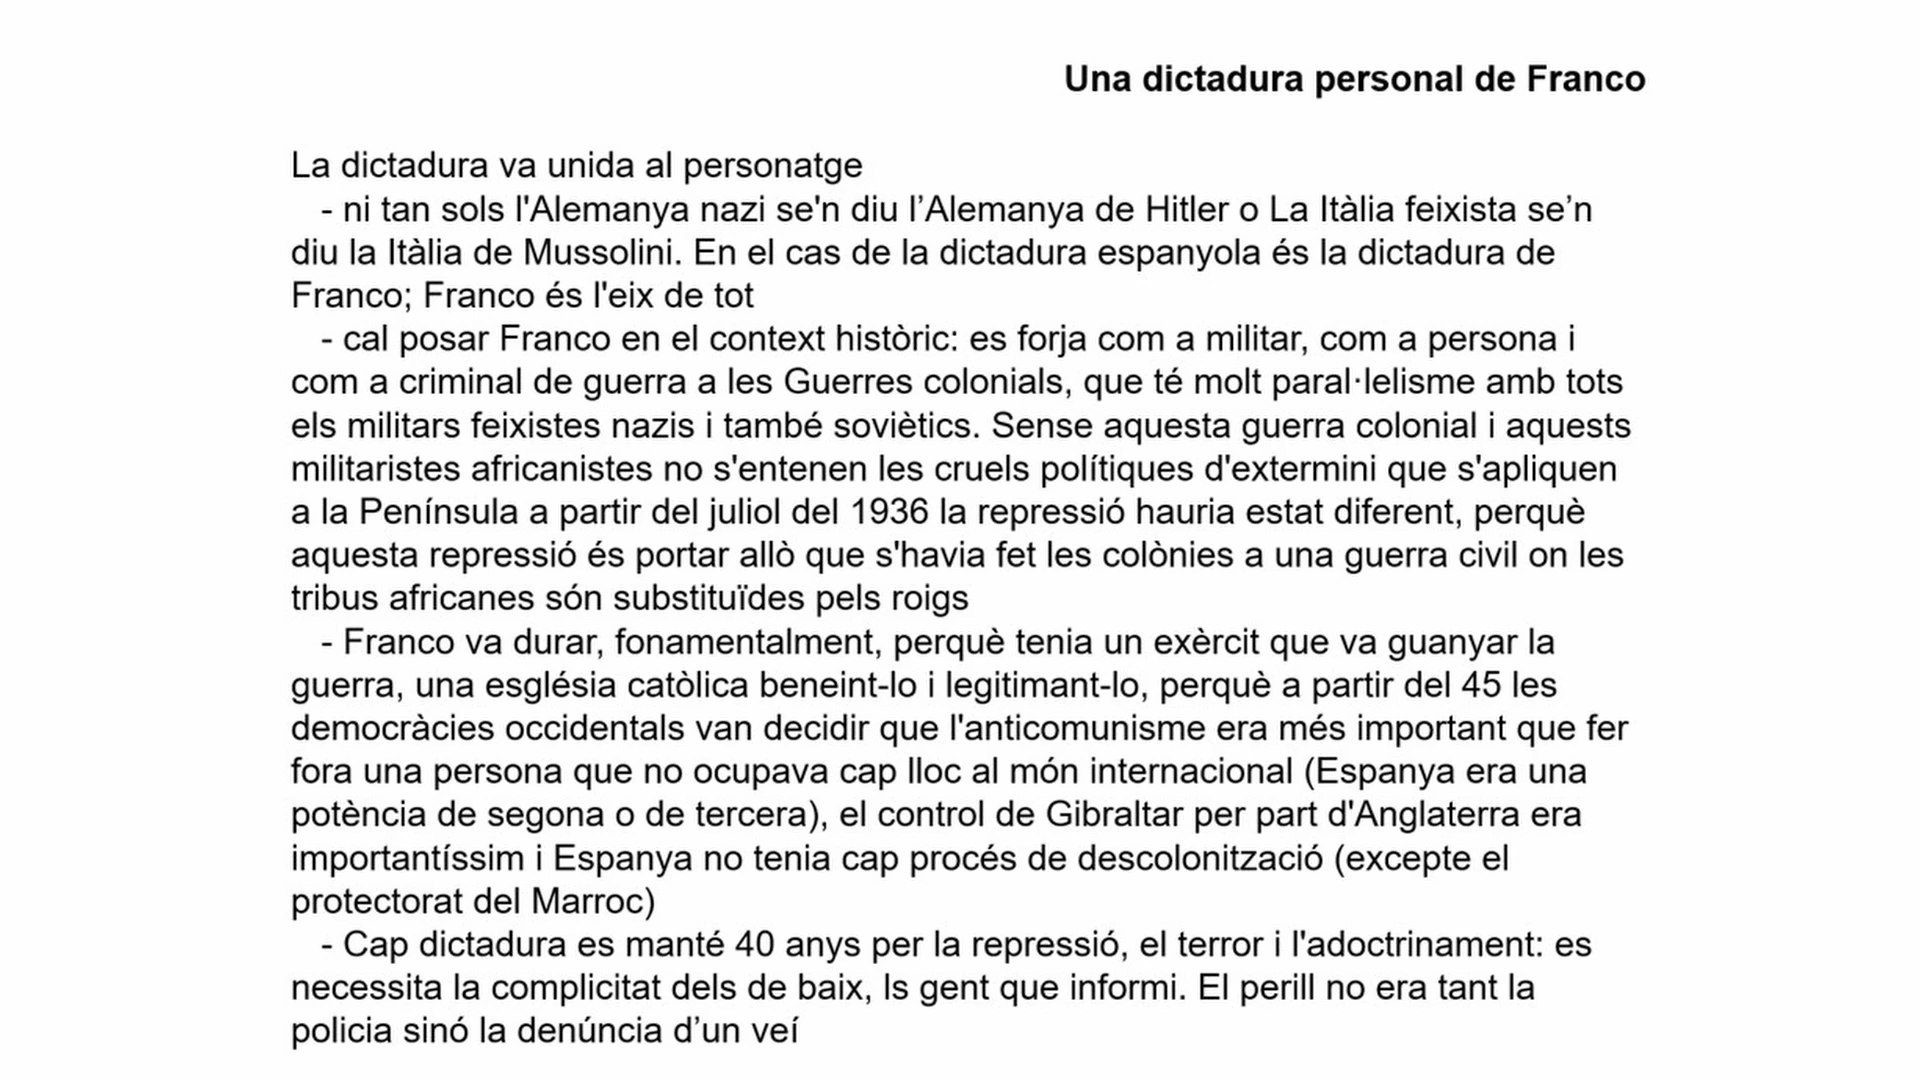 Una dictadura personal de Franco
La dictadura va unida al personatge
- ni tan sols l'Alemanya nazi se'n diu l’Alemanya de Hitler o La Itàlia feixista se’n
diu la Itàlia de Mussolini. En el cas de la dictadura espanyola és la dictadura de
Franco; Franco és l'eix de tot
- cal posar Franco en el context històric: es forja com a militar, com a persona i
com a criminal de guerra a les Guerres colonials, que té molt paral·lelisme amb tots
els militars feixistes nazis i també soviètics. Sense aquesta guerra colonial i aquests
militaristes africanistes no s'entenen les cruels polítiques d'extermini que s'apliquen
a la Península a partir del juliol del 1936 la repressió hauria estat diferent, perquè
aquesta repressió és portar allò que s'havia fet les colònies a una guerra civil on les
tribus africanes són substituïdes pels roigs
- Franco va durar, fonamentalment, perquè tenia un exèrcit que va guanyar la
guerra, una església catòlica beneint-lo i legitimant-lo, perquè a partir del 45 les
democràcies occidentals van decidir que l'anticomunisme era més important que fer
fora una persona que no ocupava cap lloc al món internacional (Espanya era una
potència de segona o de tercera), el control de Gibraltar per part d'Anglaterra era
importantíssim i Espanya no tenia cap procés de descolonització (excepte el
protectorat del Marroc)
- Cap dictadura es manté 40 anys per la repressió, el terror i l'adoctrinament: es
necessita la complicitat dels de baix, ls gent que informi. El perill no era tant la
policia sinó la denúncia d’un veí